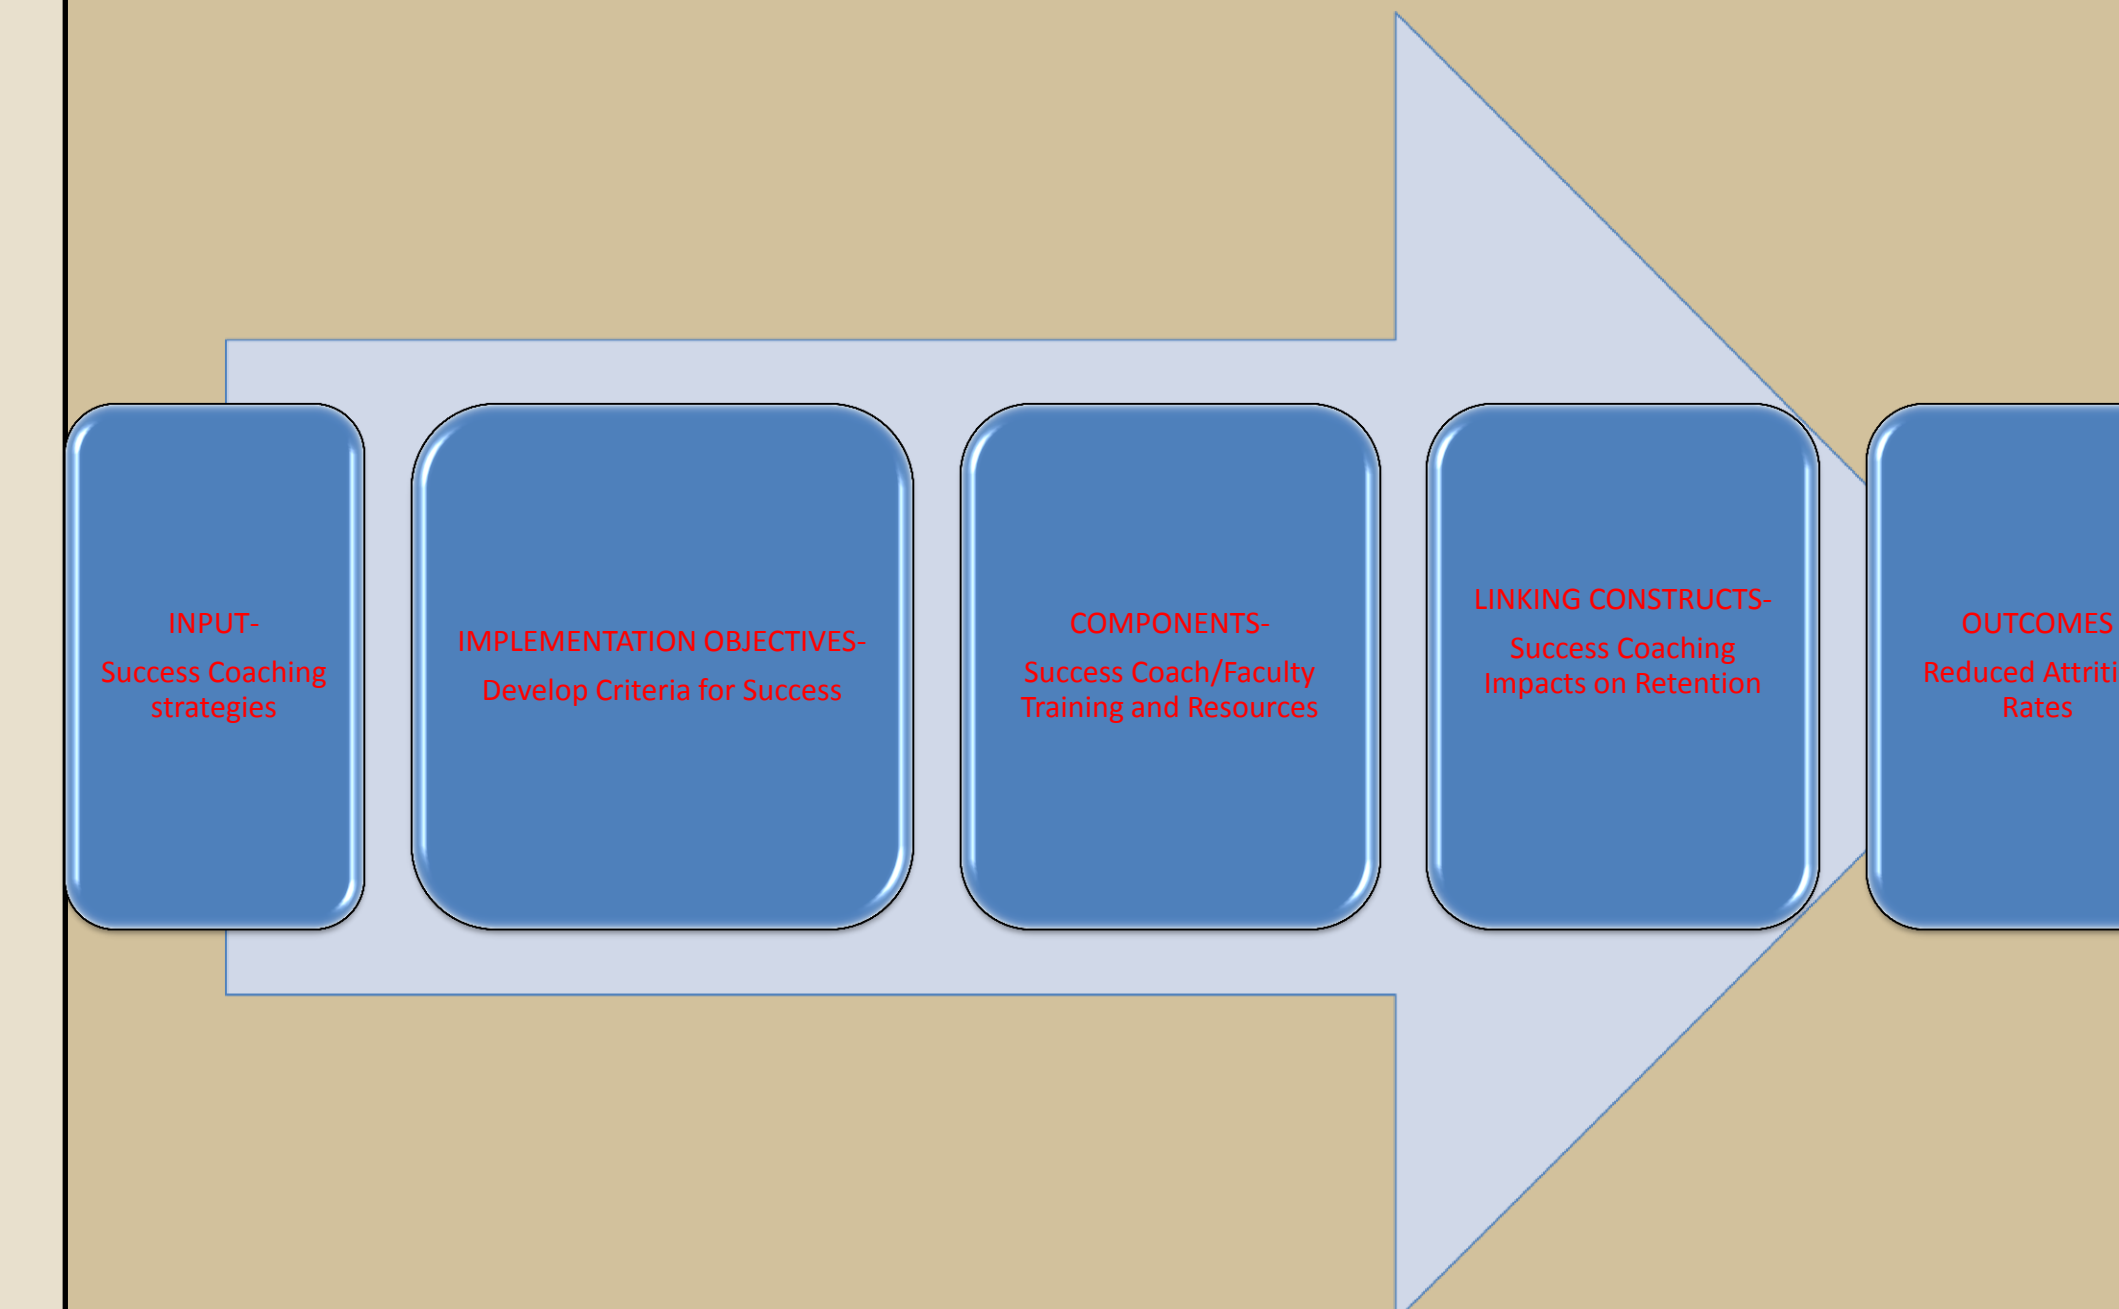 INPUT-
Success Coaching
strategies
IMPLEMENTATION OBJECTIVES-
Develop Criteria for Success
COMPONENTS-
Success Coach/Faculty
Training and Resources
LINKING CONSTRUCTS-
Success Coaching
Impacts on Retention
OUTCOMES
Reduced
Rates